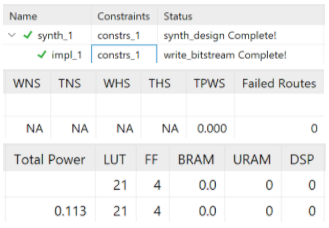 Name Constraints Status
synth_1 constrs_1 synth_design Complete!
impl_1 constrs_1 write_bitstream Complete!
WNS TNS WHS THS TPWS Failed Routes
NA NA NA NA 0.000 0
Total Power LUT FF BRAM URAM DSP
21 4 0.0 0 0
0.113 21 4 0.0 0 0